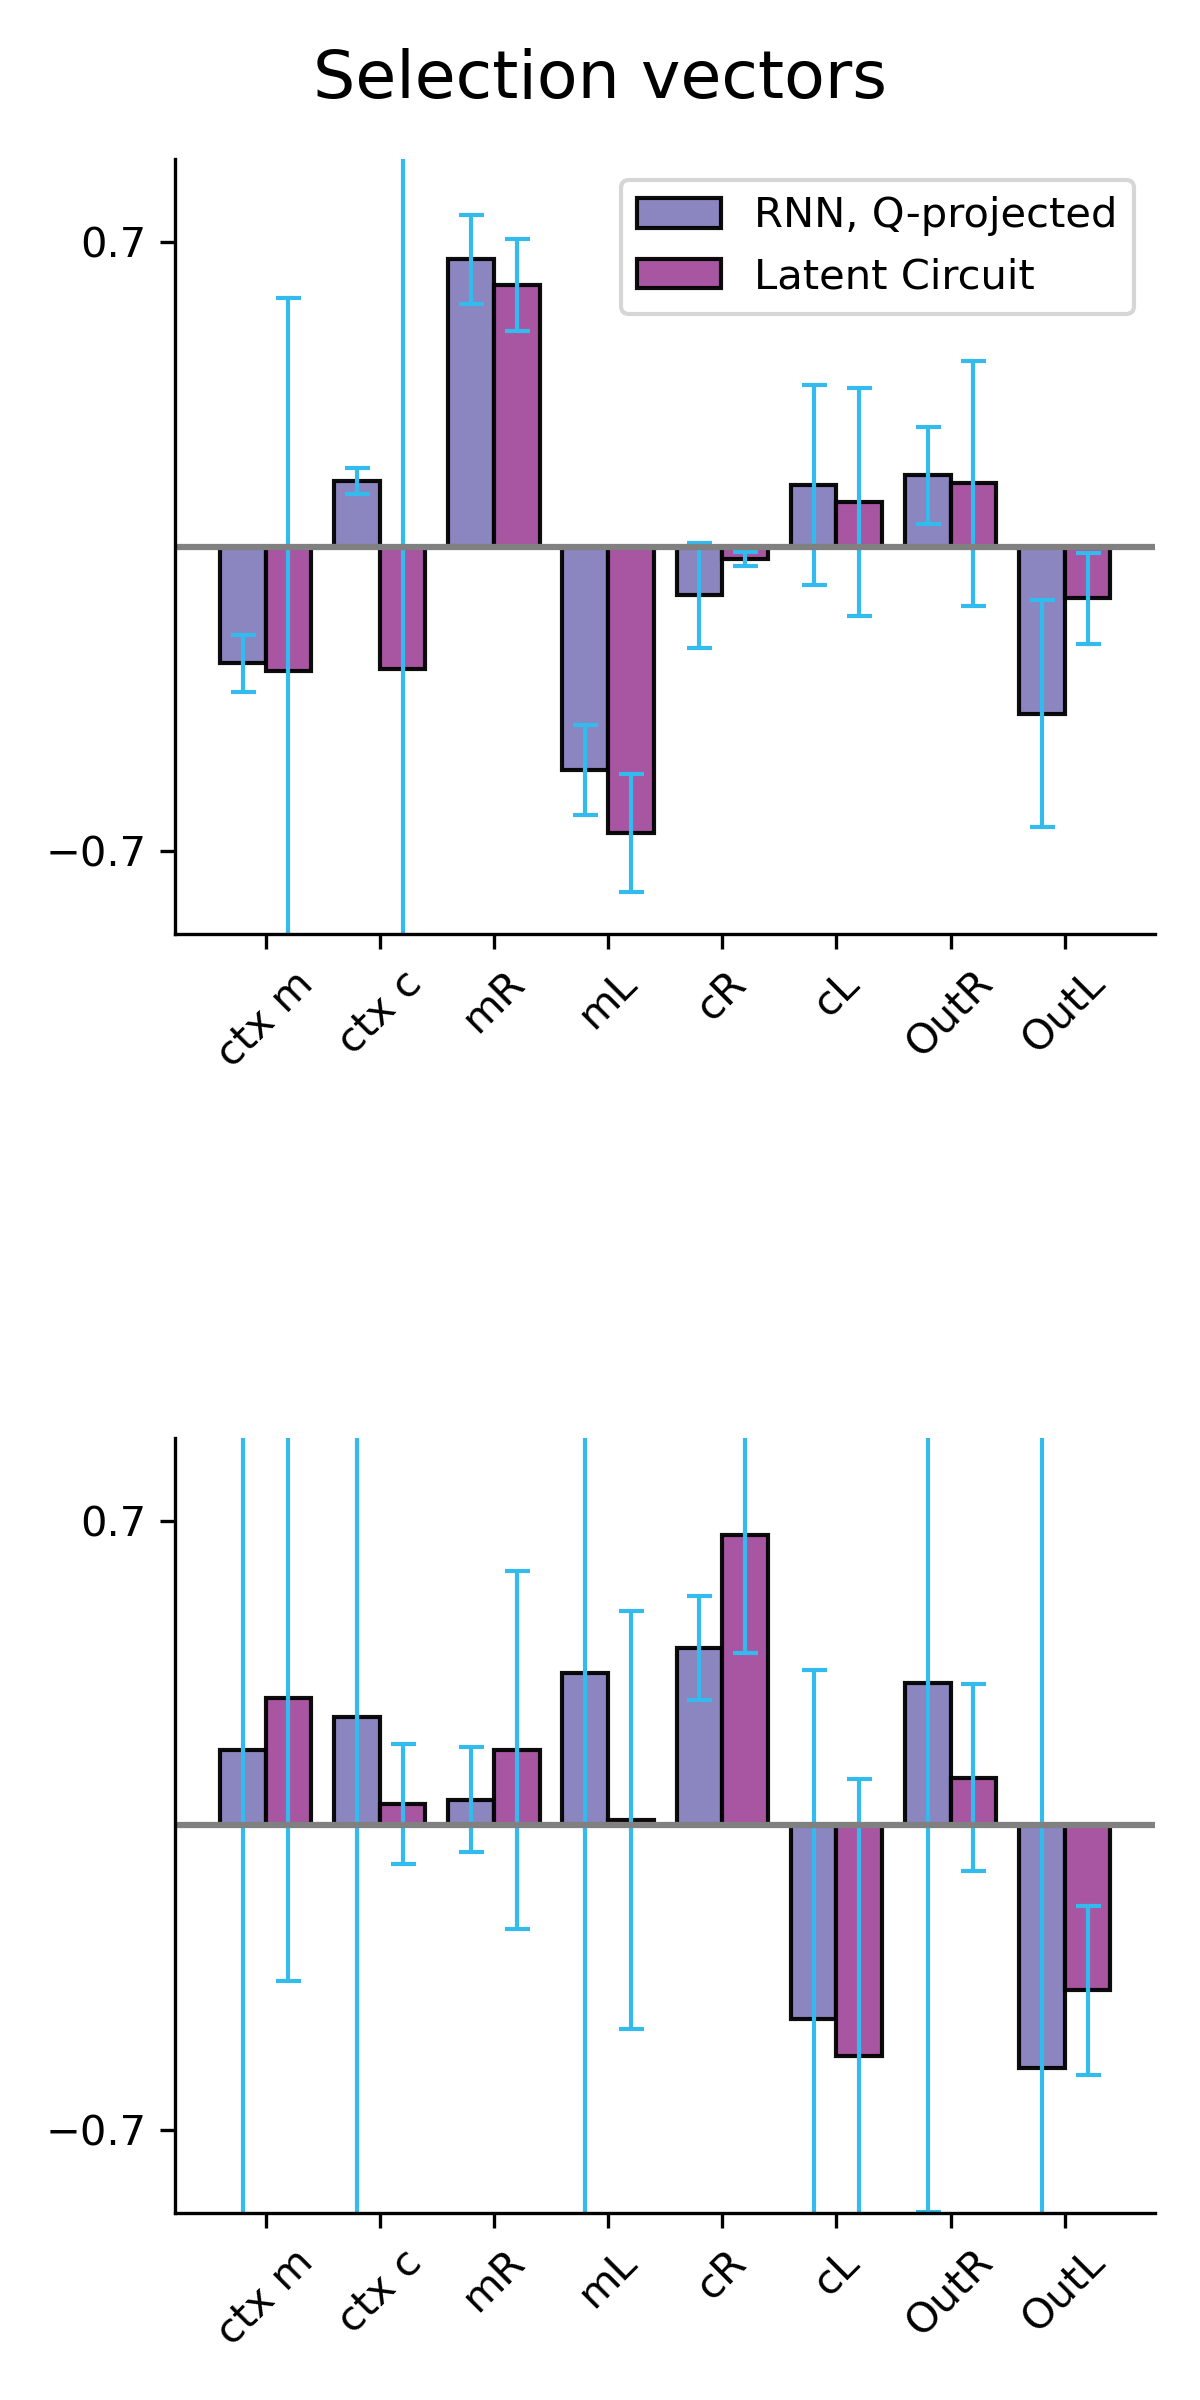 Selection vectors
RNN, Q-projected
Latent Circuit
0.7
−0.7
ctx m
ctx c
mR
mL
cR
cL
OutR
OutL
0.7
−0.7
ctx m
ctx c
mR
mL
cR
cL
OutR
OutL